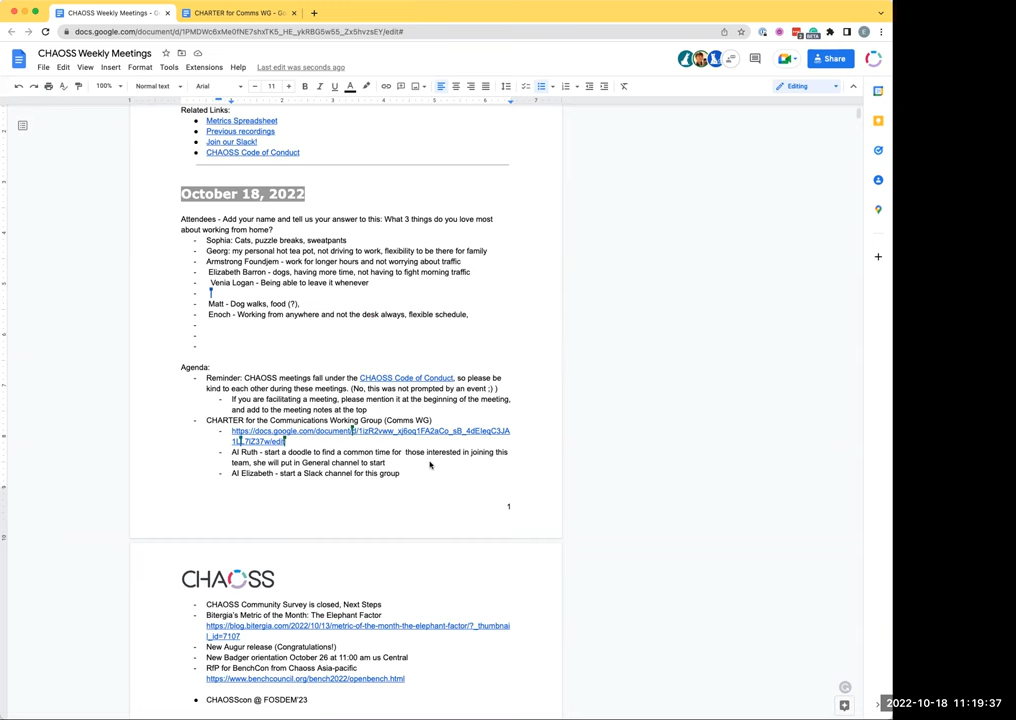 CHAOSS Weekly Meetings - G
CHARTER for Comms WG - Go
docs.google.com/document/d/1PMDWc6xMe0fNE7shxTK5_HE_ykRBG5w55_Zx5hvzsEY/edit#
CHAOSS Weekly Meetings
File Edit View Insert Format Tools Extensions Help Last edit was seconds ago
Share
100% Normal text Arial 11 Editing
Related Links:
● Metrics Spreadsheet
● Previous recordings
● Join our Slack!
● CHAOSS Code of Conduct
October 18, 2022
Attendees - Add your name and tell us your answer to this: What 3 things do you love most
about working from home?
- Sophia: Cats, puzzle breaks, sweatpants
- Georg: my personal hot tea pot, not driving to work, flexibility to be there for family
- Armstrong Foundjem - work for longer hours and not worrying about traffic
- Elizabeth Barron - dogs, having more time, not having to fight morning traffic
- Venia Logan - Being able to leave it whenever
-
- Matt - Dog walks, food (?),
- Enoch - Working from anywhere and not the desk always, flexible schedule,
-
-
-
Agenda:
- Reminder: CHAOSS meetings fall under the CHAOSS Code of Conduct, so please be
kind to each other during these meetings. (No, this was not prompted by an event ;) )
- If you are facilitating a meeting, please mention it at the beginning of the meeting,
and add to the meeting notes at the top
- CHARTER for the Communications Working Group (Comms WG)
- https://docs.google.com/document/d/1izR2vww_xj6oq1FA2aCo_sB_4dEleqC3JA
- AI Ruth - start a doodle to find a common time for those interested in joining this
team, she will put in General channel to start
- AI Elizabeth - start a Slack channel for this group
1
CHAOSS
- CHAOSS Community Survey is closed, Next Steps
- Bitergia's Metric of the Month: The Elephant Factor
https://blog.bitergia.com/2022/10/13/metric-of-the-month-the-elephant-factor/?_thumbnai
l_id=7107
- New Augur release (Congratulations!)
- New Badger orientation October 26 at 11:00 am us Central
- RfP for BenchCon from Chaoss Asia-pacific
https://www.benchcouncil.org/bench2022/openbench.html
● CHAOSScon @ FOSDEM'23
2022-10-18 11:19:37